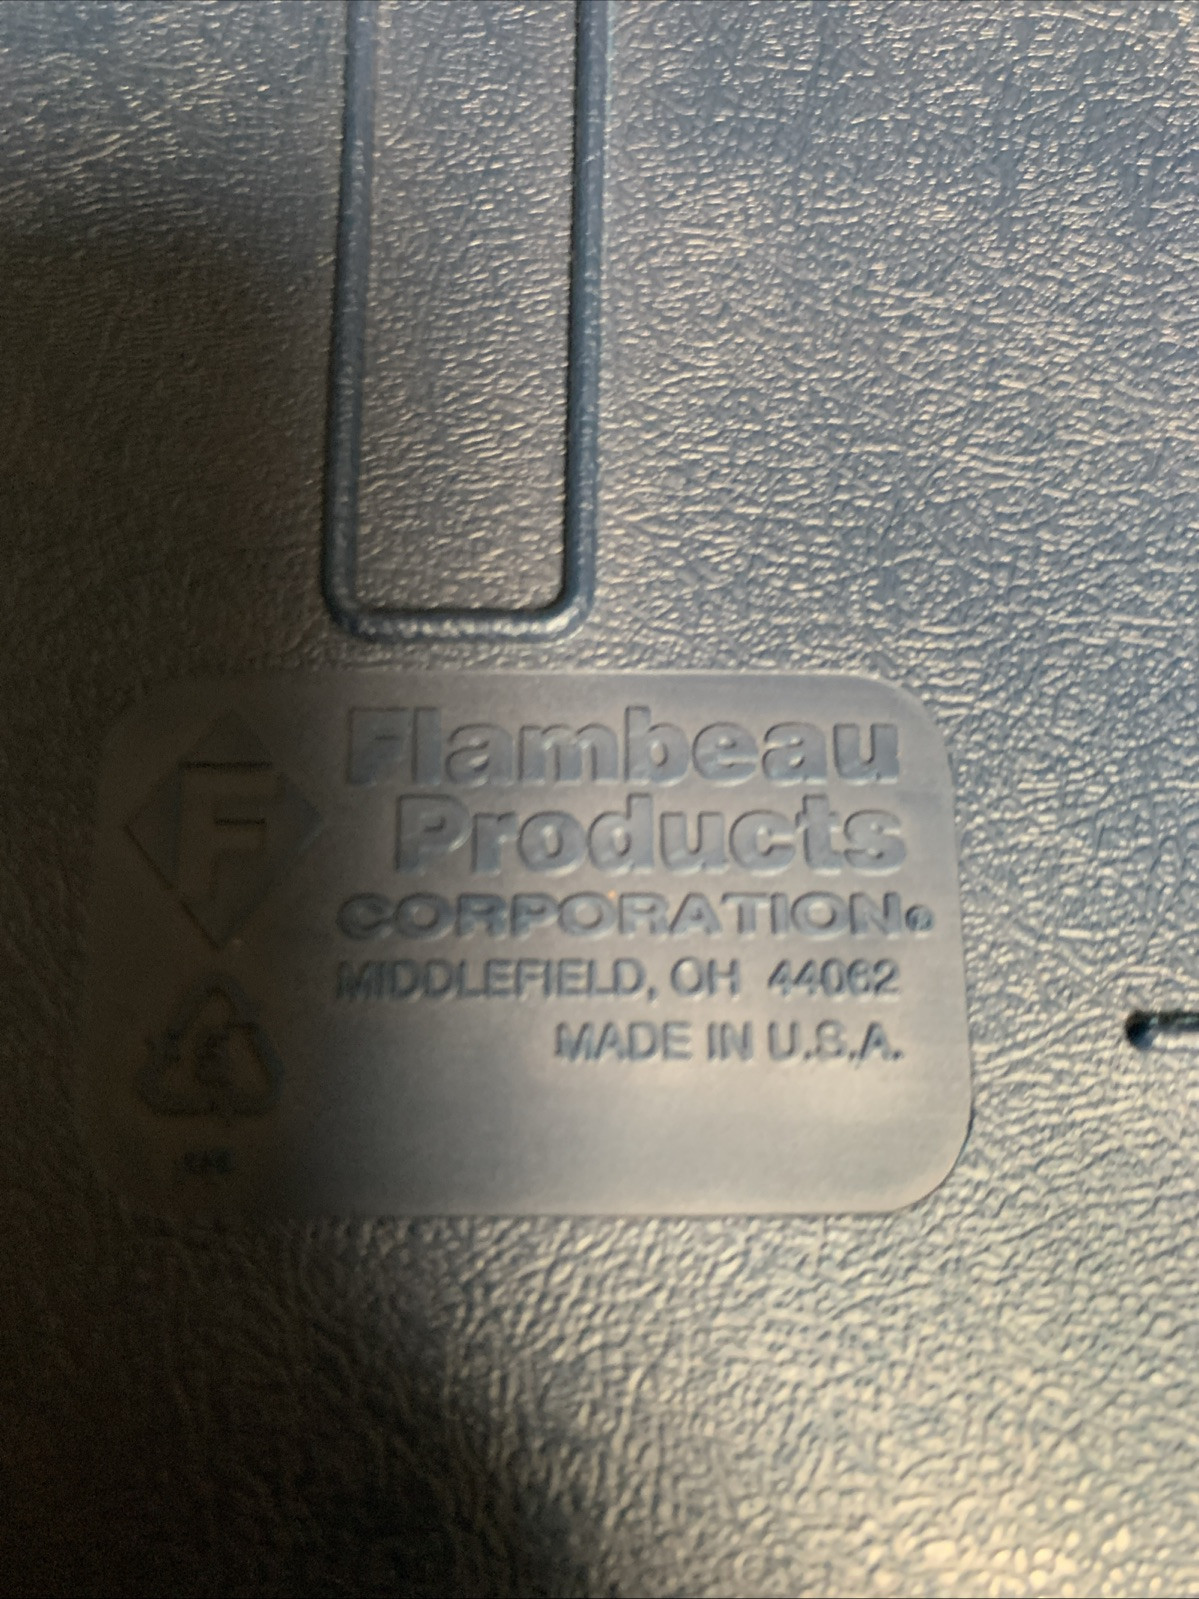 F
Flambeau
Products
CORPORATION®
MIDDLEFIELD, OH 44062
MADE IN U.S.A.